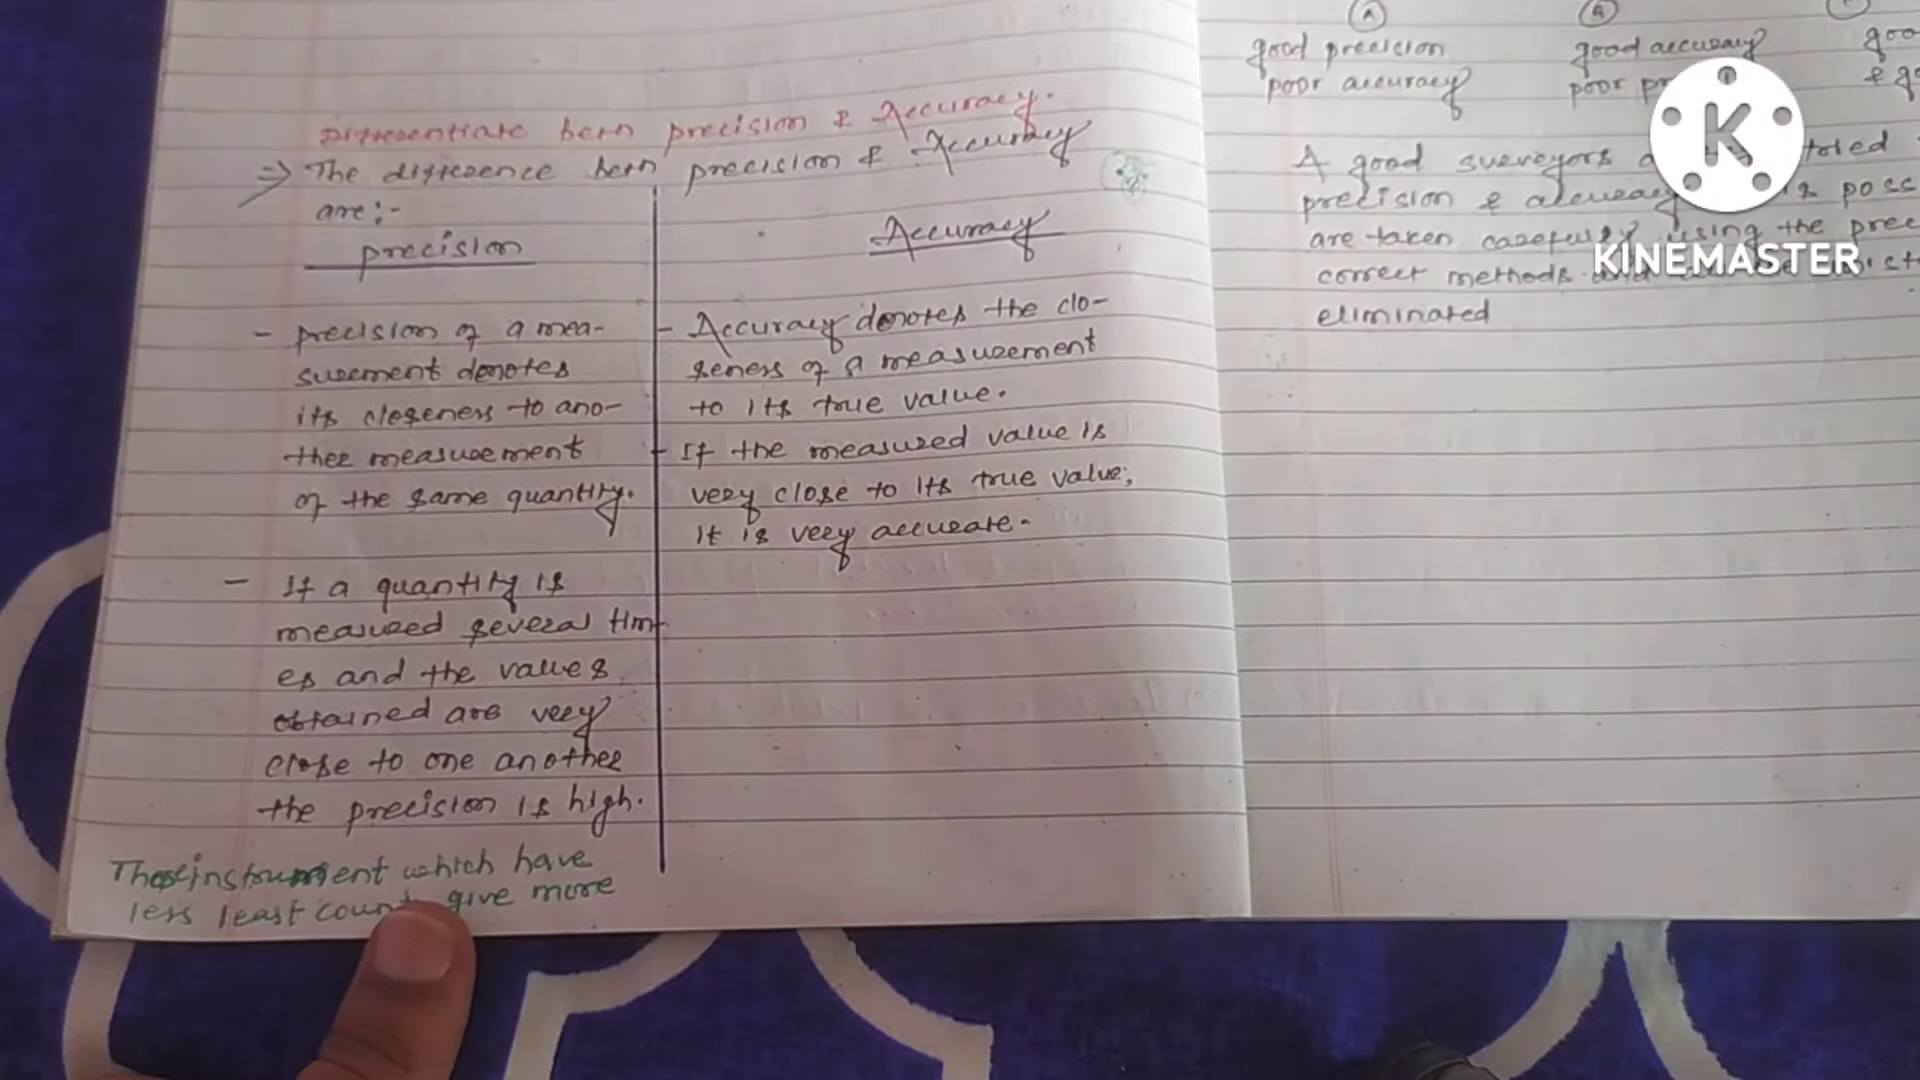 Differentiate betn precision & Accuracy.
=> The difference betn precision & Accuracy
are:-
precision
- precision of a mea-
surement denotes
its closeness to ano-
ther measurement
of the same quantity.
- If a quantity is
measured several tim-
es and the values
obtained are very
close to one another
the precision is high.
Those instrument which have
less least count give more
Accuracy
- Accuracy denotes the clo-
seness of a measurement
to its true value.
- If the measured value is
very close to its true value,
it is very accurate.
A
good precision
poor accuracy
good accuracy
poor
A good surveyors
precision & accuracy
are taken carefully using the
correct methods
eliminated
K
KINEMASTER